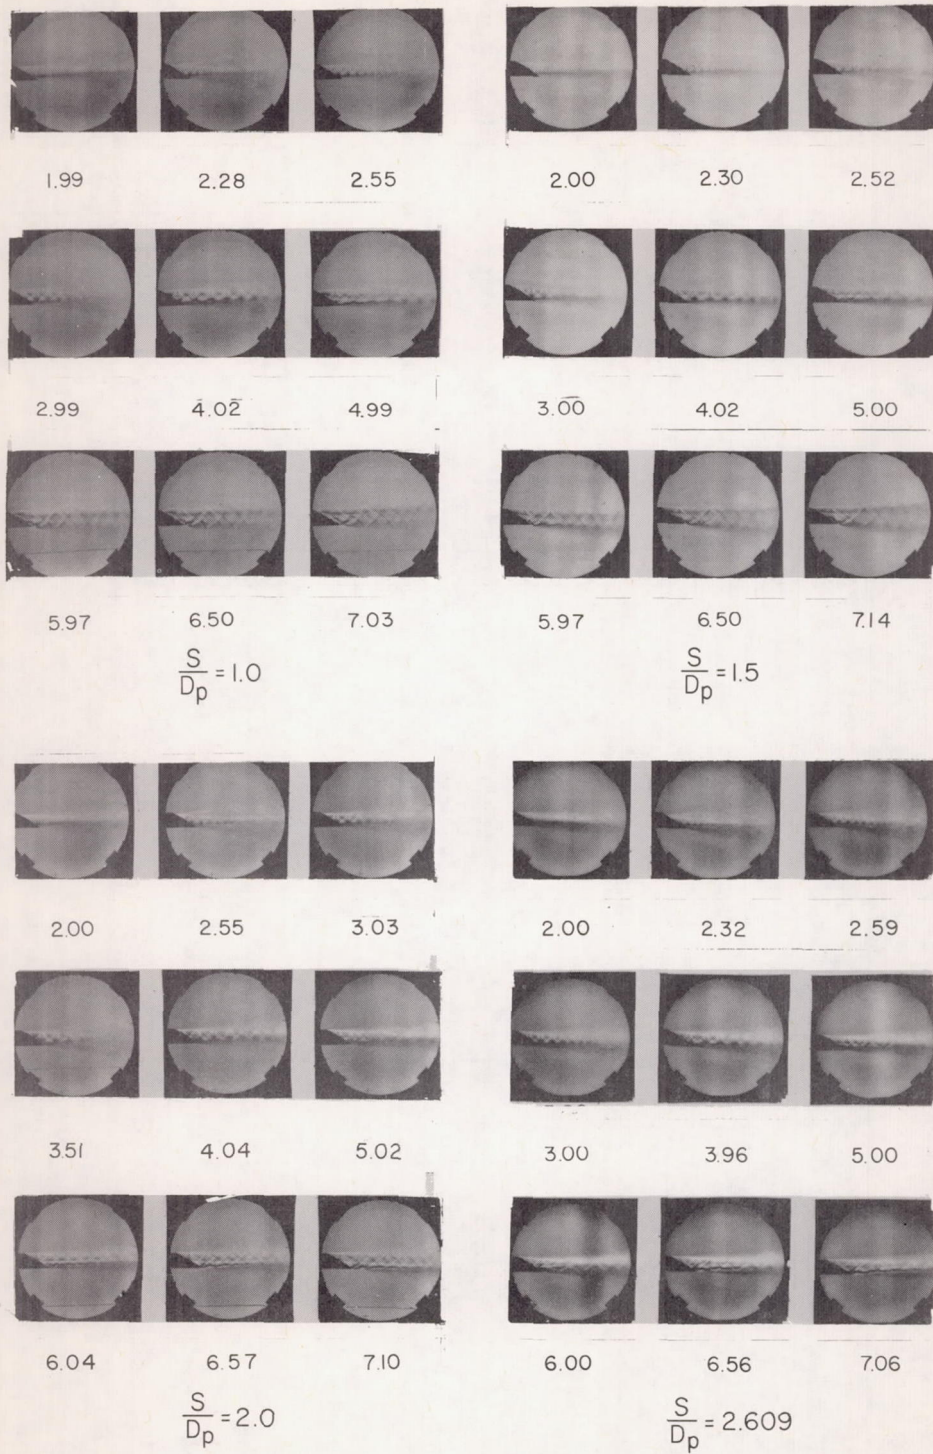 1.99 2.28 2.55
2.99 4.02 4.99
5.97 6.50 7.03
S/Dp = 1.0
2.00 2.30 2.52
3.00 4.02 5.00
5.97 6.50 7.14
S/Dp = 1.5
2.00 2.55 3.03
3.51 4.04 5.02
6.04 6.57 7.10
S/Dp = 2.0
2.00 2.32 2.59
3.00 3.96 5.00
6.00 6.56 7.06
S/Dp = 2.609